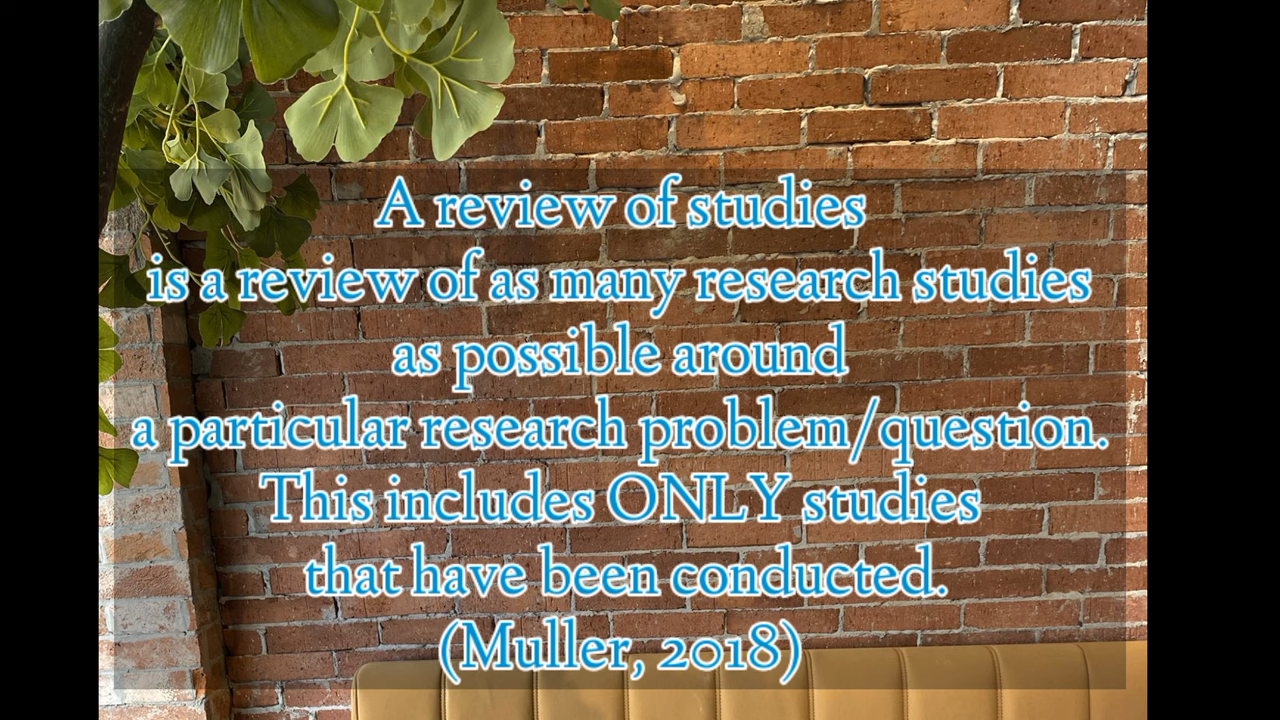 A review of studies
is a review of as many research studies
as possible around
a particular research problem/question.
This includes ONLY studies
that have been conducted.
(Muller, 2018)